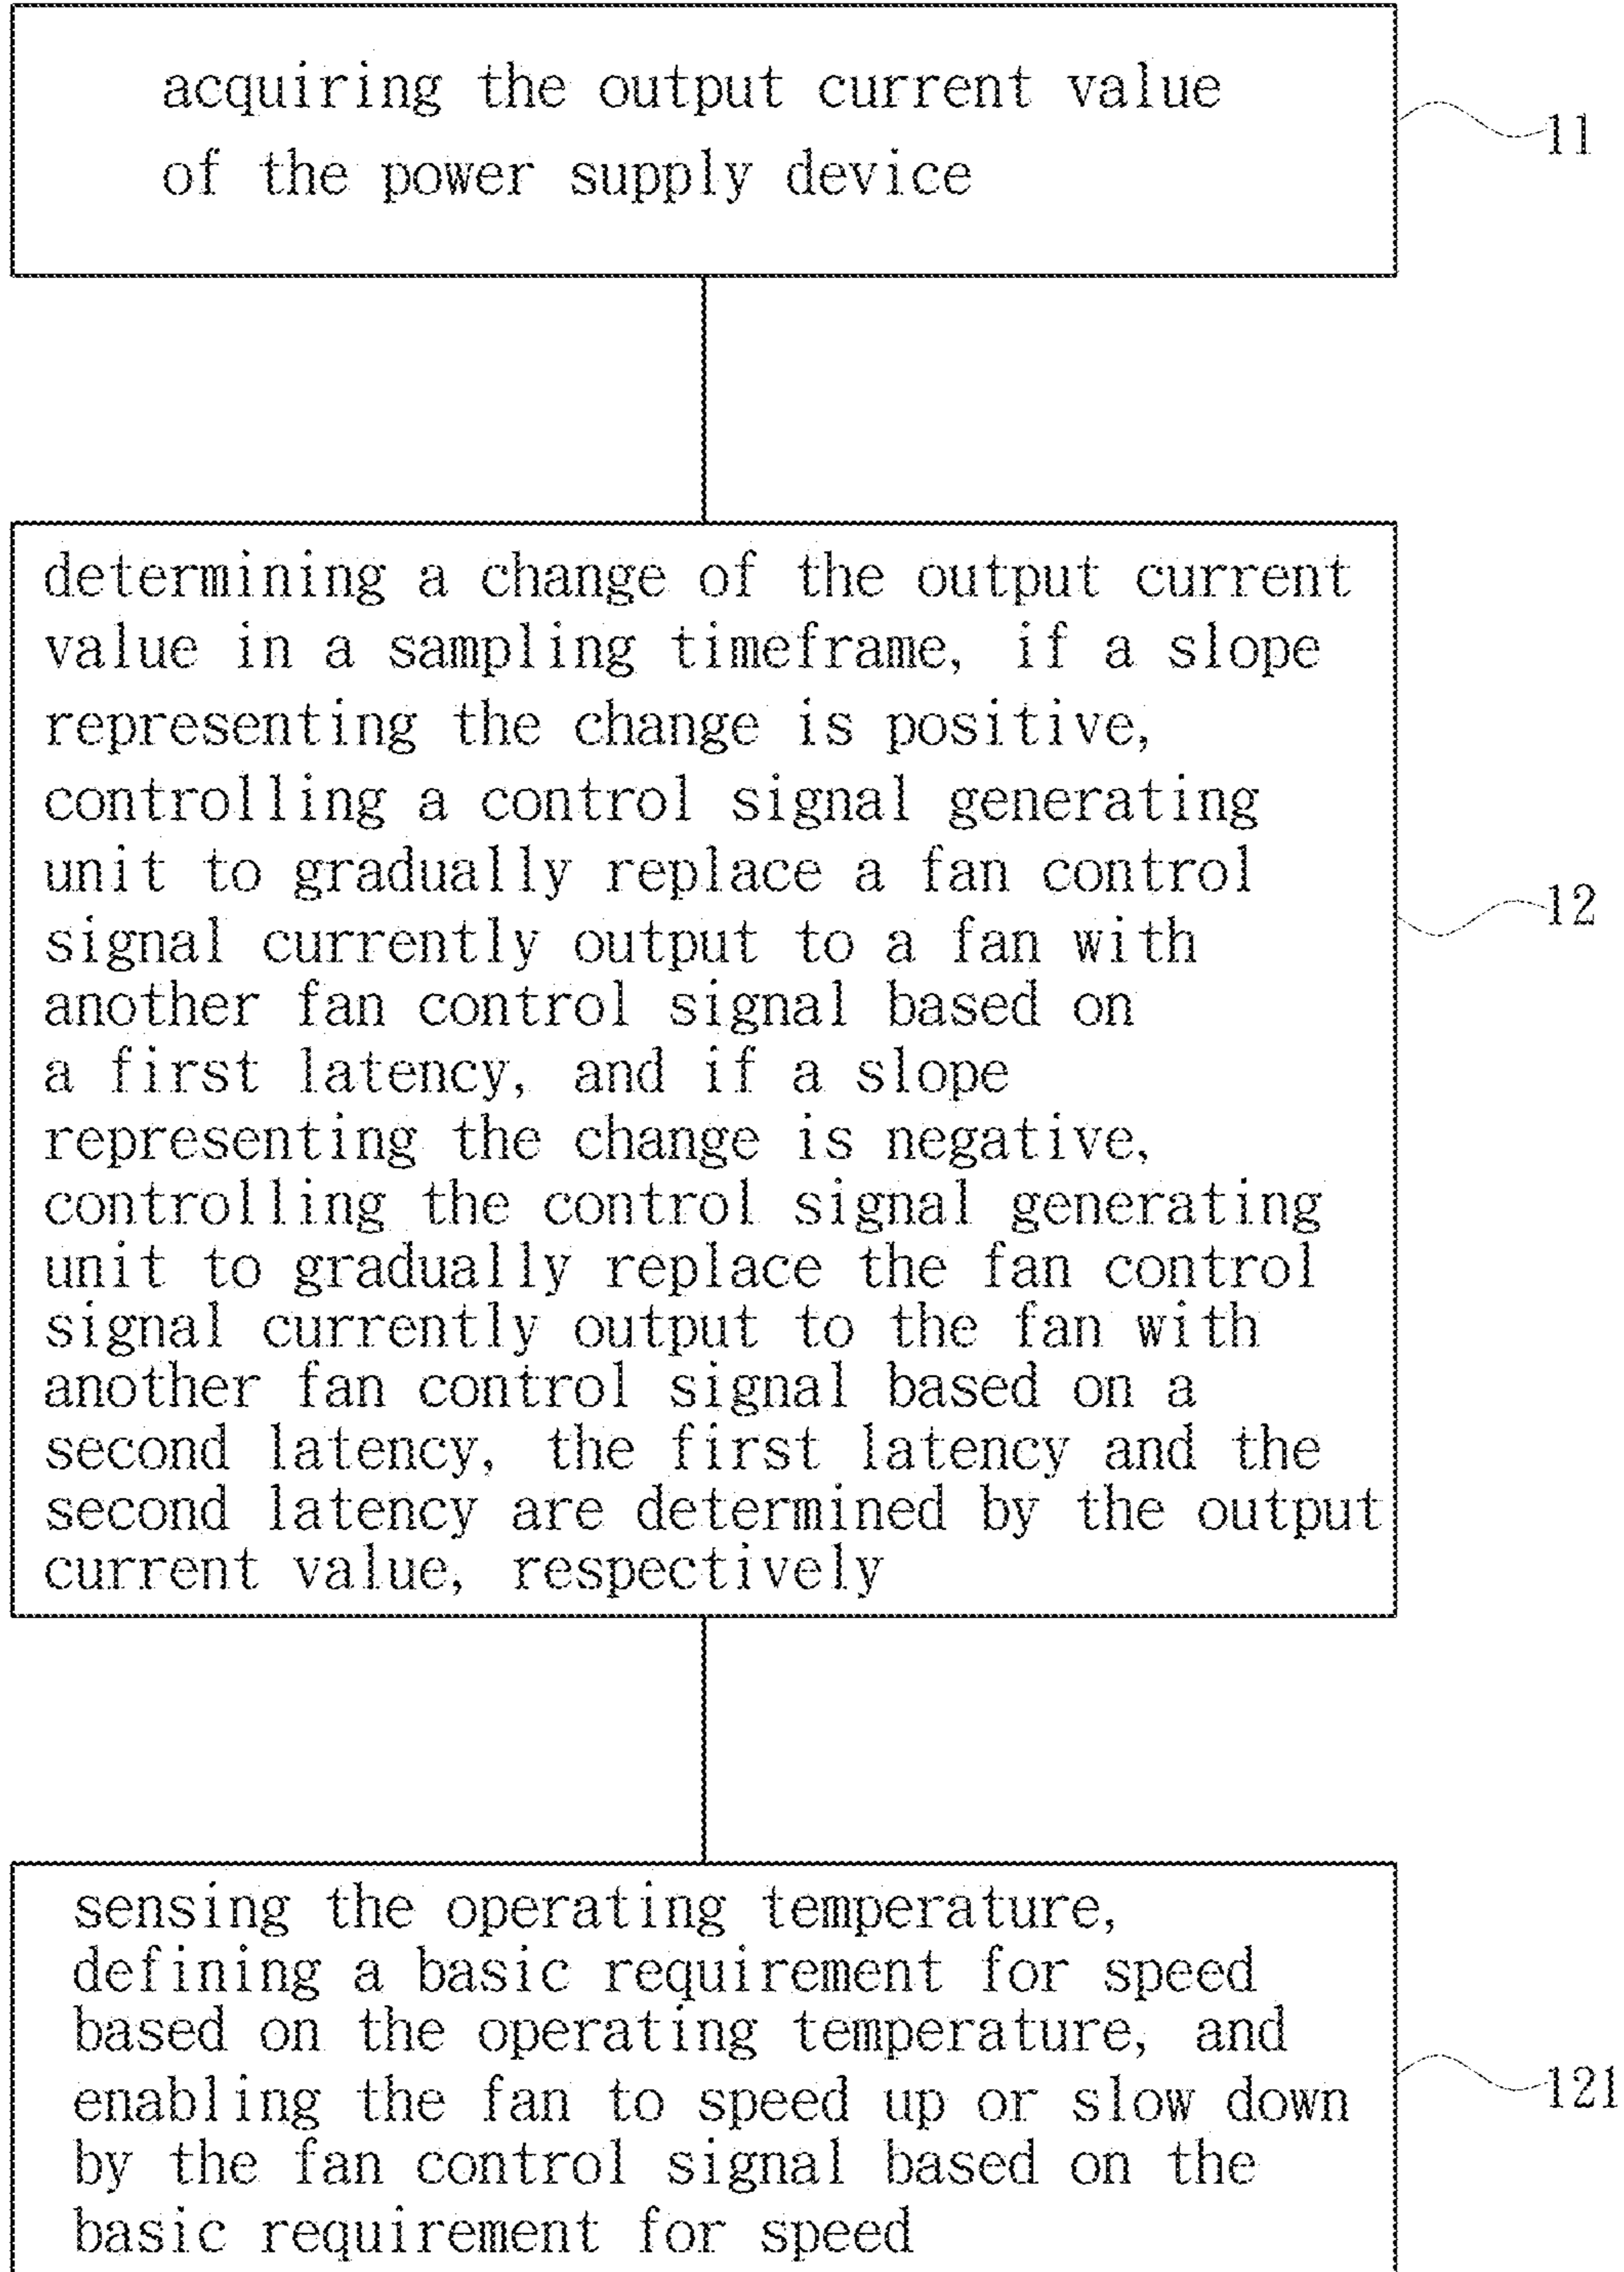 acquiring the output current value
of the power supply device
11
determining a change of the output current
value in a sampling timeframe, if a slope
representing the change is positive,
controlling a control signal generating
unit to gradually replace a fan control
signal currently output to a fan with
another fan control signal based on
a first latency, and if a slope
representing the change is negative,
controlling the control signal generating
unit to gradually replace the fan control
signal currently output to the fan with
another fan control signal based on a
second latency, the first latency and the
second latency are determined by the output
current value, respectively
12
sensing the operating temperature,
defining a basic requirement for speed
based on the operating temperature, and
enabling the fan to speed up or slow down
by the fan control signal based on the
basic requirement for speed
121